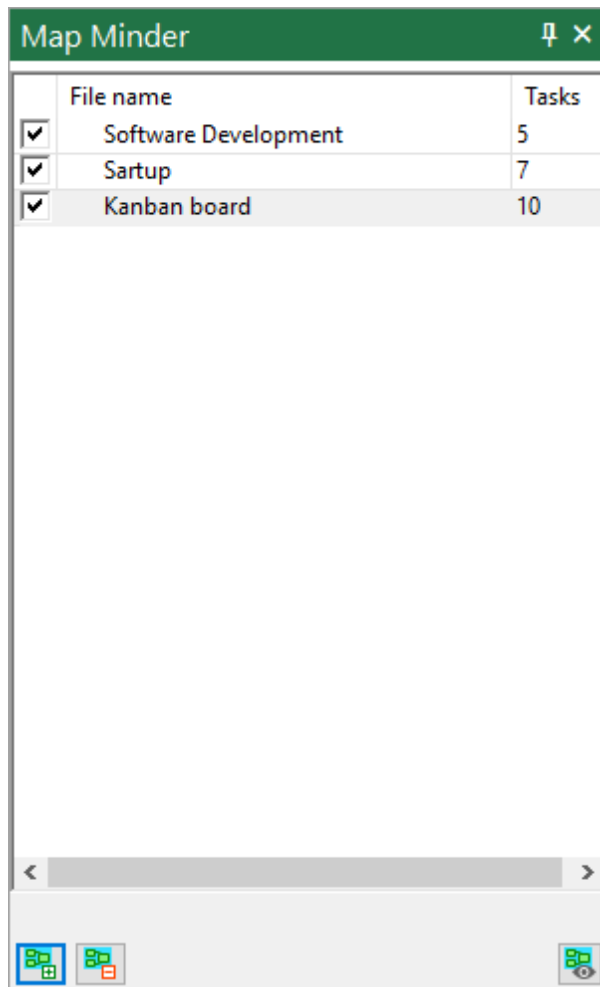 Map Minder
File name Tasks
Software Development 5
Sartup 7
Kanban board 10